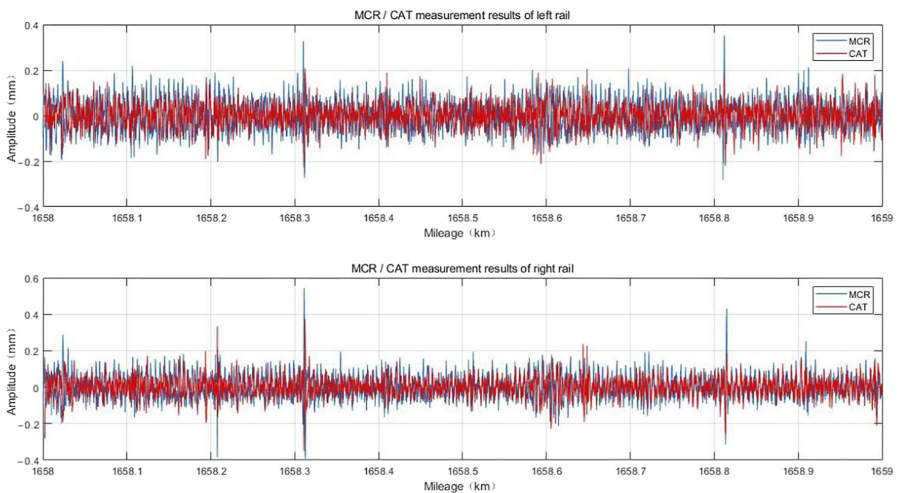 MCR / CAT measurement results of left rail
0.4
0.2
0
−0.2
−0.4
Amplitude（mm）
MCR
CAT
1658 1658.1 1658.2 1658.3 1658.4 1658.5 1658.6 1658.7 1658.8 1658.9 1659
Mileage（km）
MCR / CAT measurement results of right rail
0.6
0.4
0.2
0
−0.2
−0.4
Amplitude（mm）
MCR
CAT
1658 1658.1 1658.2 1658.3 1658.4 1658.5 1658.6 1658.7 1658.8 1658.9 1659
Mileage（km）